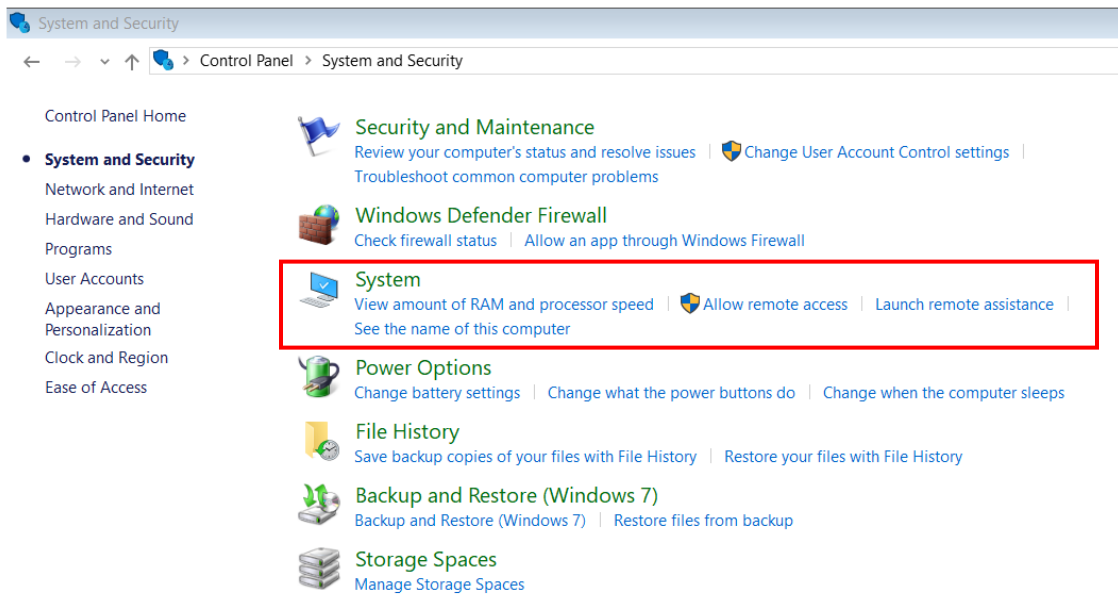 System and Security
Control Panel > System and Security
Control Panel Home
System and Security
Network and Internet
Hardware and Sound
Programs
User Accounts
Appearance and
Personalization
Clock and Region
Ease of Access
Security and Maintenance
Review your computer's status and resolve issues | Change User Account Control settings |
Troubleshoot common computer problems
Windows Defender Firewall
Check firewall status | Allow an app through Windows Firewall
System
View amount of RAM and processor speed | Allow remote access | Launch remote assistance |
See the name of this computer
Power Options
Change battery settings | Change what the power buttons do | Change when the computer sleeps
File History
Save backup copies of your files with File History | Restore your files with File History
Backup and Restore (Windows 7)
Backup and Restore (Windows 7) | Restore files from backup
Storage Spaces
Manage Storage Spaces